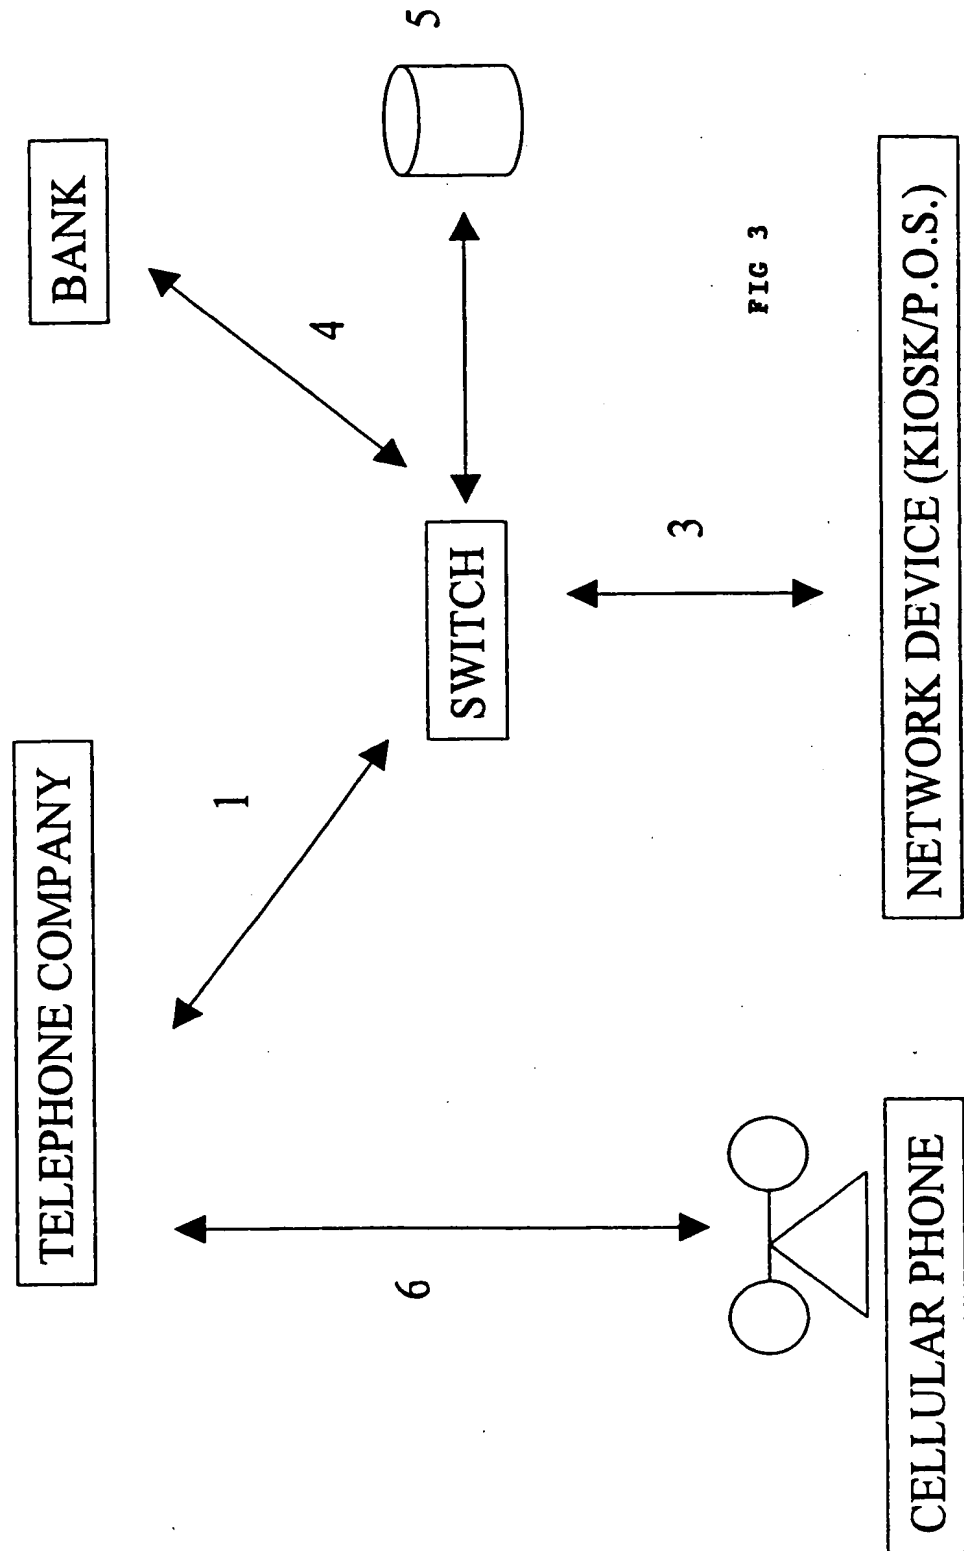 TELEPHONE COMPANY
BANK
1
4
5
6
SWITCH
3
FIG 3
CELLULAR PHONE
NETWORK DEVICE (KIOSK/P.O.S.)